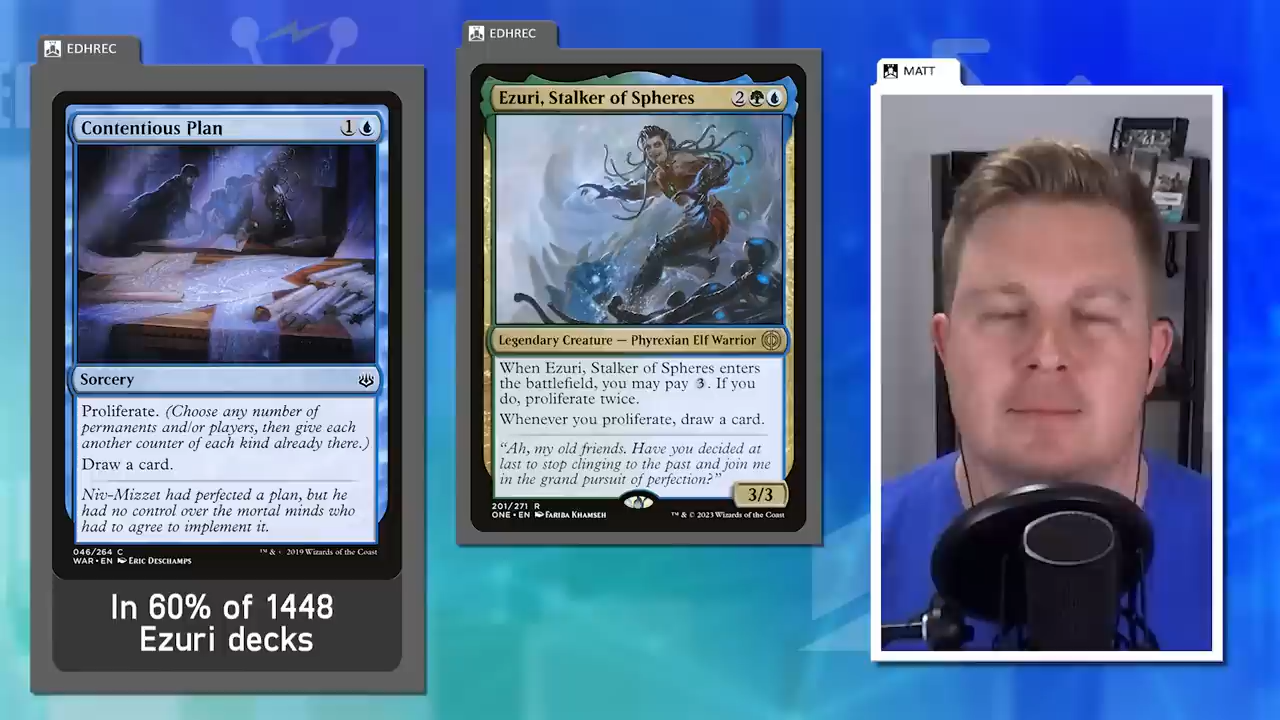 EDHREC
Contentious Plan
1
Sorcery
Proliferate. (Choose any number of
permanents and/or players, then give each
another counter of each kind already there.)
Draw a card.
Niv-Mizzet had perfected a plan, but he
had no control over the mortal minds who
had to agree to implement it.
046/264 C
WAR • EN Eric Deschamps
™ & © 2019 Wizards of the Coast
In 60% of 1448
Ezuri decks
EDHREC
Ezuri, Stalker of Spheres
2
Legendary Creature — Phyrexian Elf Warrior
When Ezuri, Stalker of Spheres enters
the battlefield, you may pay 3. If you
do, proliferate twice.
Whenever you proliferate, draw a card.
“Ah, my old friends. Have you decided at
last to stop clinging to the past and join me
in the grand pursuit of perfection?”
3/3
201/271 R
ONE • EN Fariba Khamseh
™ & © 2023 Wizards of the Coast
MATT